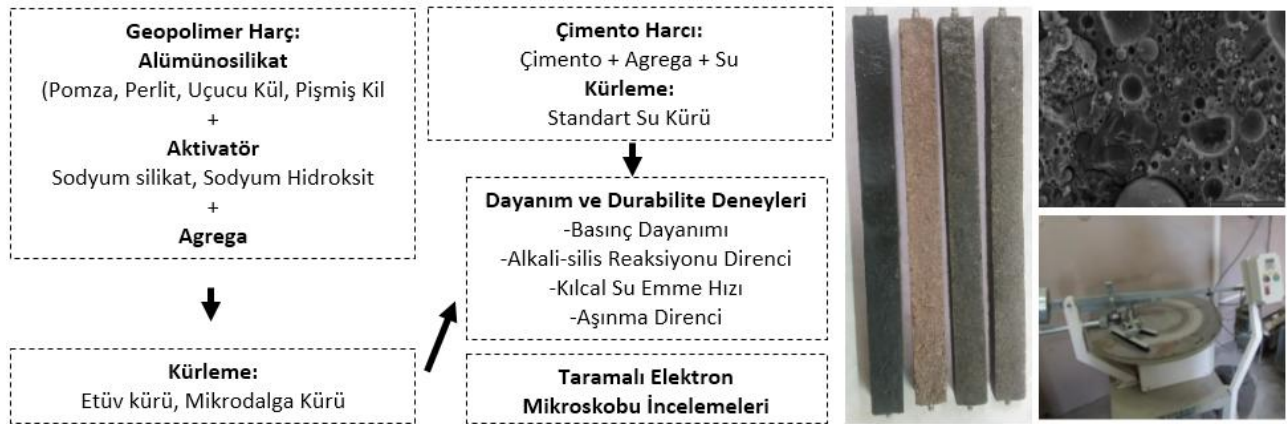 Geopolimer Harç:
Alümünosilikat
(Pomza, Perlit, Uçucu Kül, Pişmiş Kil
+
Aktivatör
Sodyum silikat, Sodyum Hidroksit
+
Agrega
Kürleme:
Etüv kürü, Mikrodalga Kürü
Çimento Harcı:
Çimento + Agrega + Su
Kürleme:
Standart Su Kürü
Dayanım ve Durabilite Deneyleri
-Basınç Dayanımı
-Alkali-silis Reaksiyonu Direnci
-Kılcal Su Emme Hızı
-Aşınma Direnci
Taramalı Elektron
Mikroskobu İncelemeleri